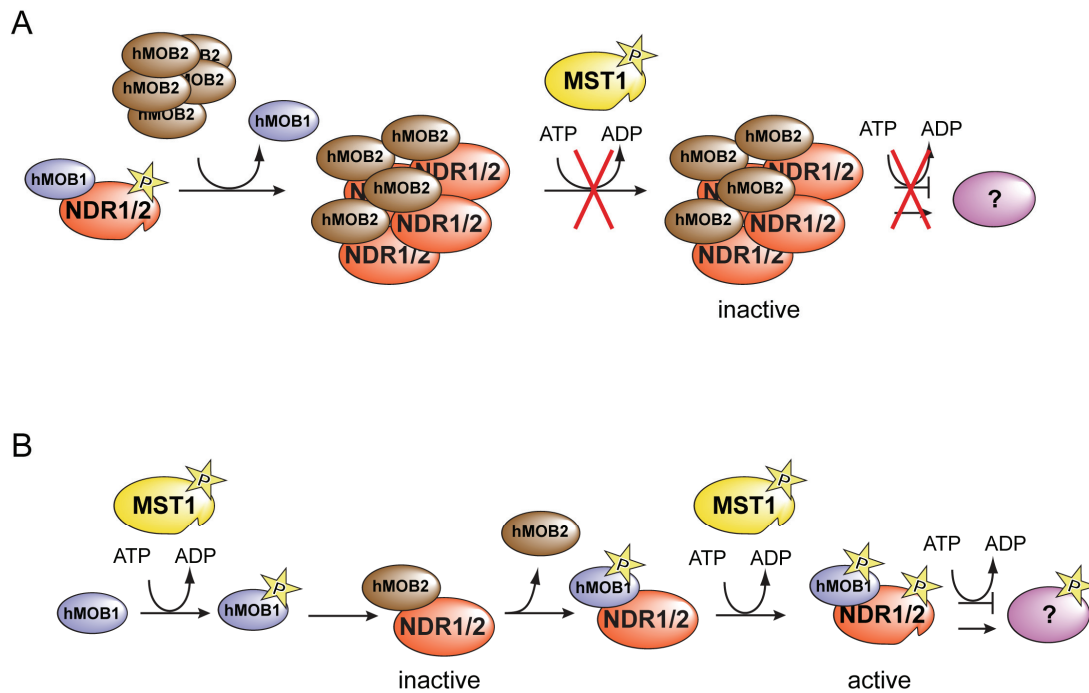 A
hMOB2
B2
hMOB2
MOB2
hMOB2
hMOB1
hMOB1
P
NDR1/2
hMOB2
hMOB2
NDR1/2
N
hMOB2
hMOB2
NDR1/2
NDR1/2
P
MST1
ATP
ADP
hMOB2
hMOB2
NDR1/2
N
hMOB2
hMOB2
NDR1/2
NDR1/2
inactive
ATP
ADP
?
B
P
MST1
ATP
ADP
hMOB1
P
hMOB1
hMOB2
NDR1/2
inactive
hMOB2
P
hMOB1
NDR1/2
P
MST1
ATP
ADP
P
hMOB1
P
NDR1/2
active
ATP
ADP
P
?